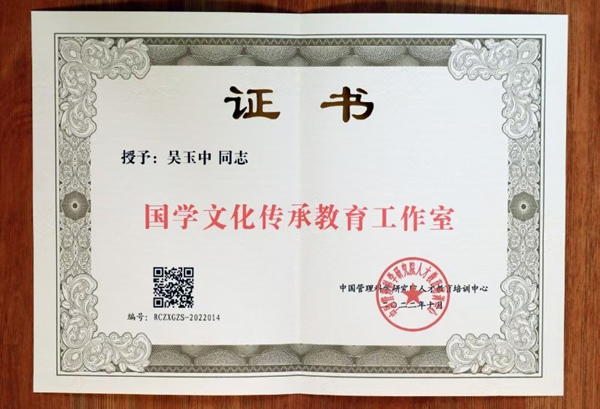 证 书
授予：吴玉中 同志
国学文化传承教育工作室
中国管理科学研究院人才教育培训中心
二〇二二年十月
编号：RCZXGZS-2022014